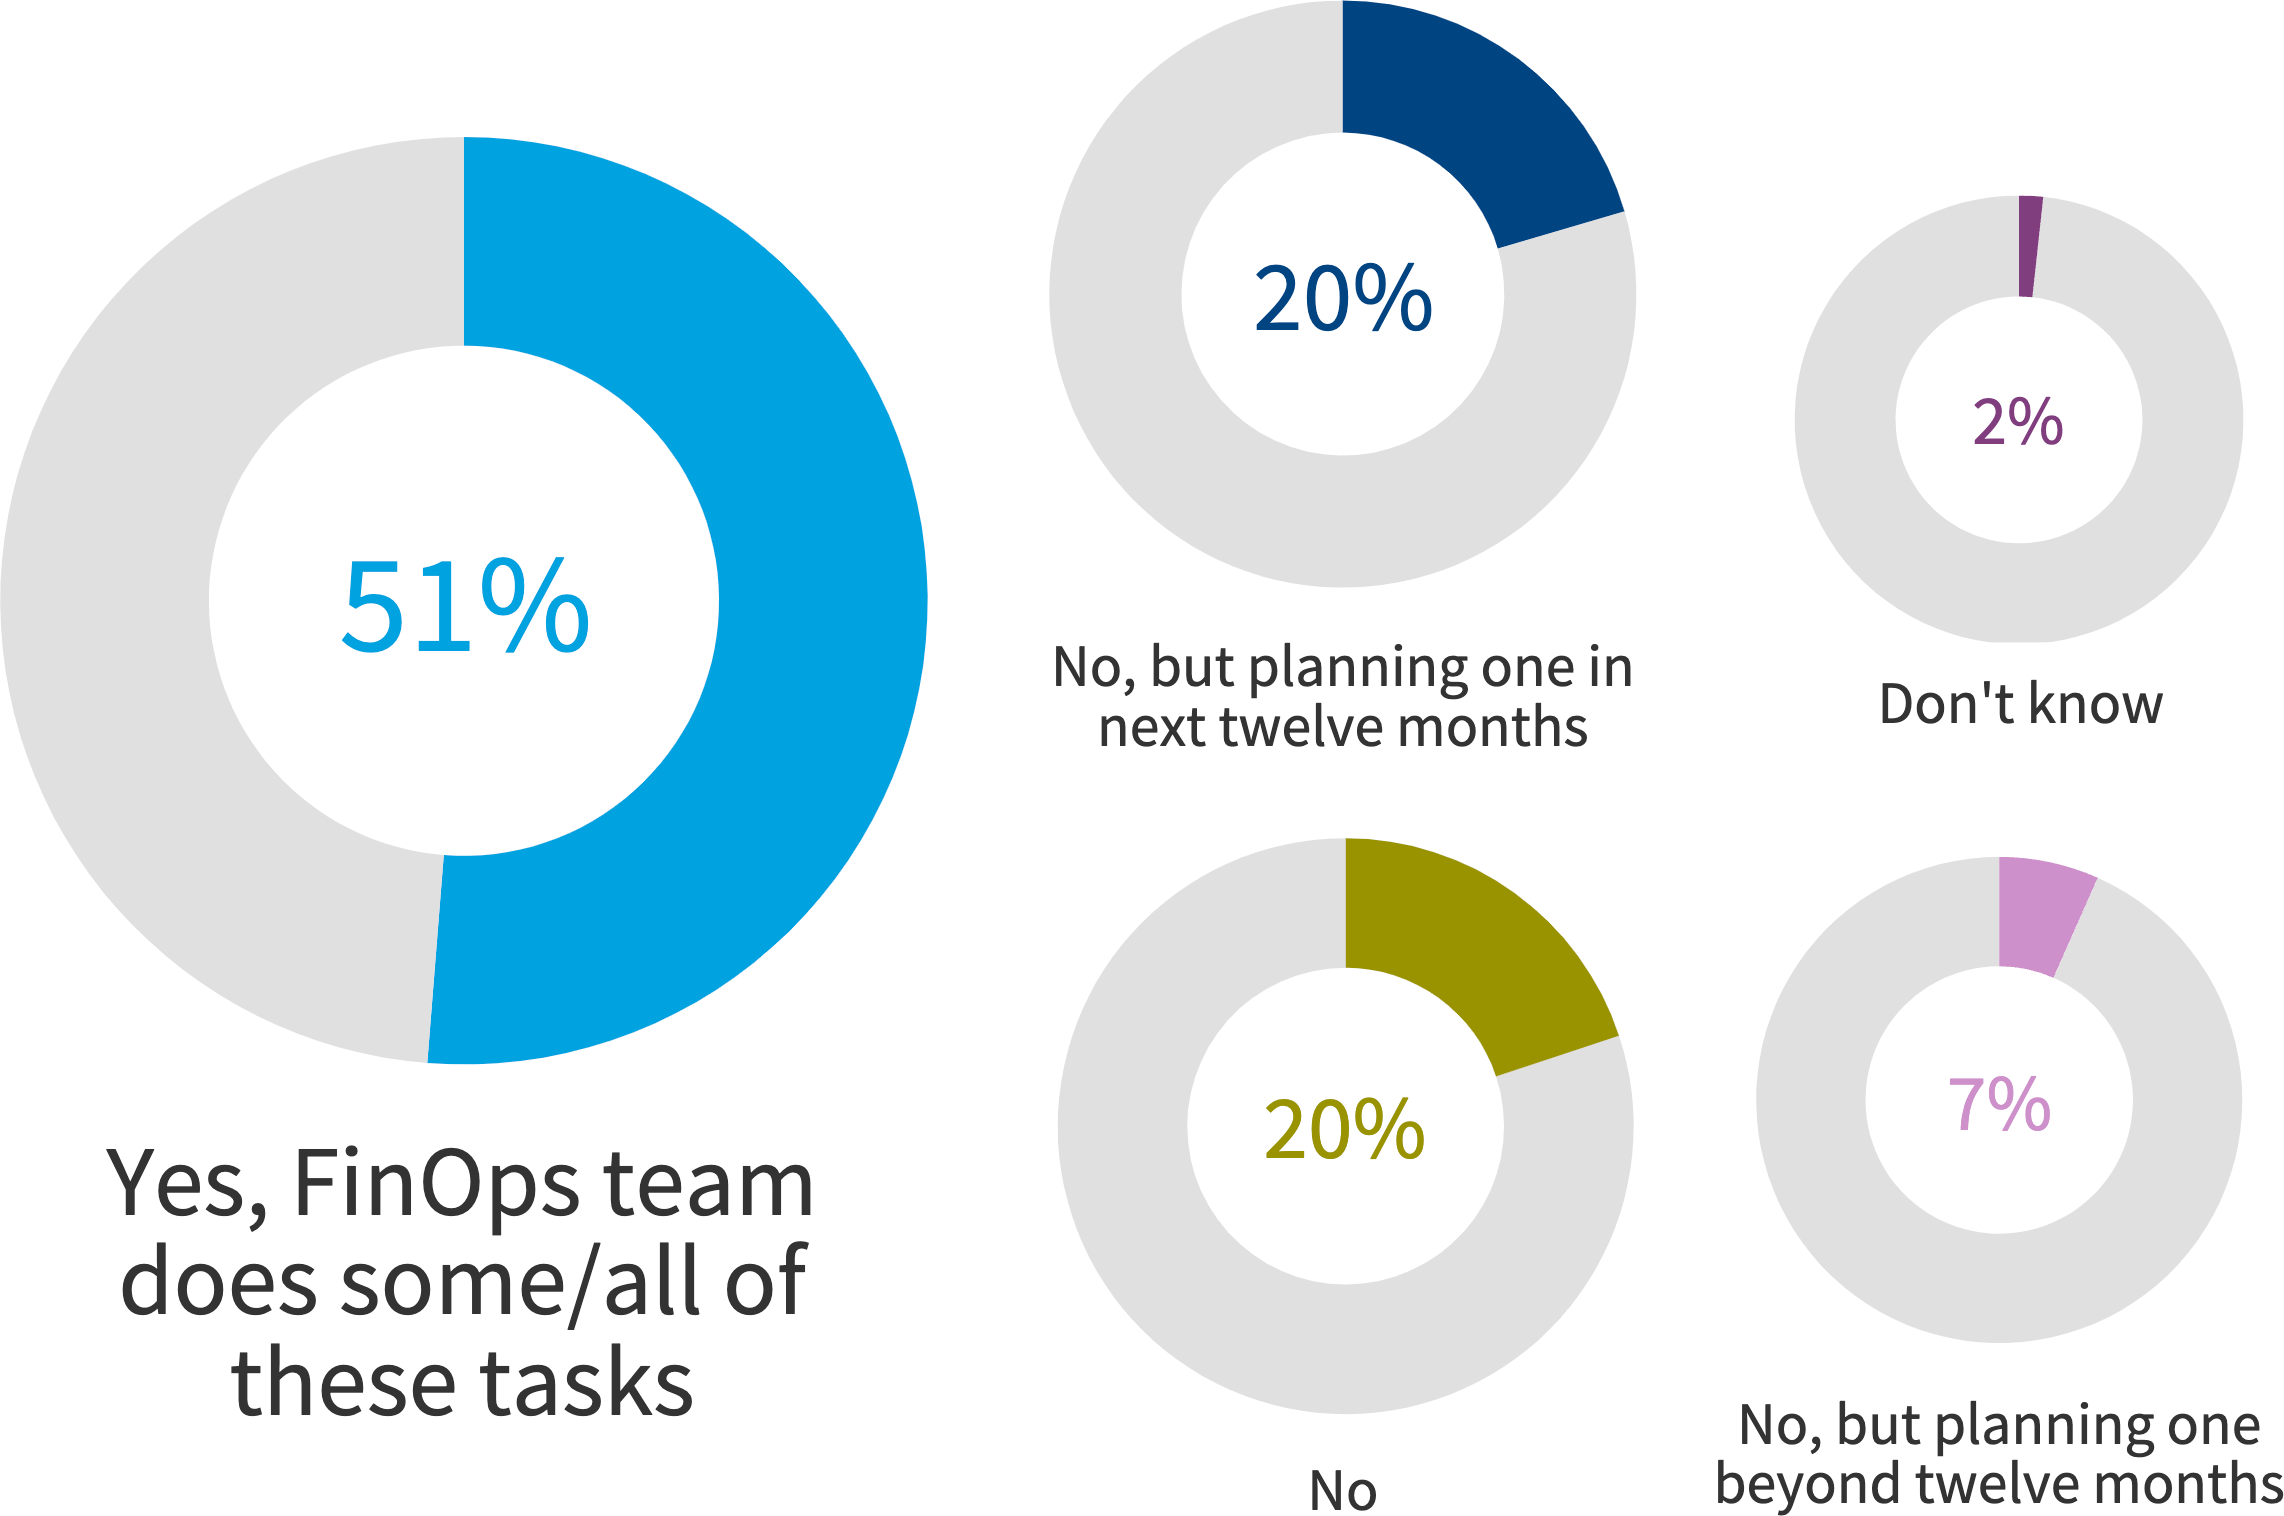 51%
Yes, FinOps team
does some/all of
these tasks
20%
No, but planning one in
next twelve months
2%
Don't know
20%
No
7%
No, but planning one
beyond twelve months